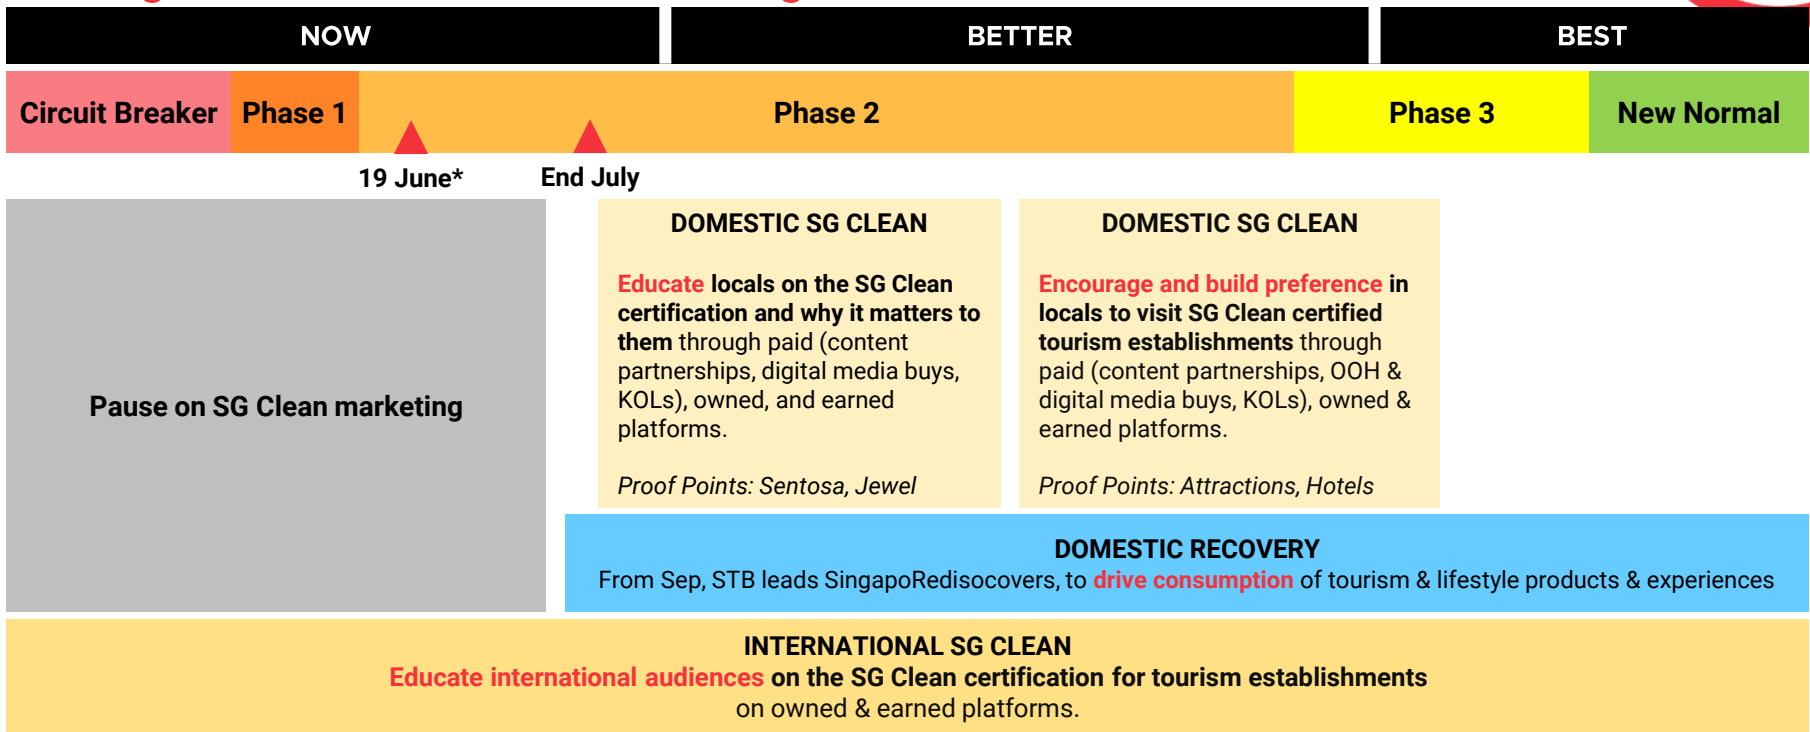 NOW
BETTER
BEST
Circuit Breaker
Phase 1
Phase 2
Phase 3
New Normal
19 June*
End July
Pause on SG Clean marketing
DOMESTIC SG CLEAN
Educate locals on the SG Clean
certification and why it matters to
them through paid (content
partnerships, digital media buys,
KOLs), owned, and earned
platforms.
Proof Points: Sentosa, Jewel
DOMESTIC SG CLEAN
Encourage and build preference in
locals to visit SG Clean certified
tourism establishments through
paid (content partnerships, OOH &
digital media buys, KOLs), owned &
earned platforms.
Proof Points: Attractions, Hotels
DOMESTIC RECOVERY
From Sep, STB leads SingapoRedisocovers, to drive consumption of tourism & lifestyle products & experiences
INTERNATIONAL SG CLEAN
Educate international audiences on the SG Clean certification for tourism establishments
on owned & earned platforms.